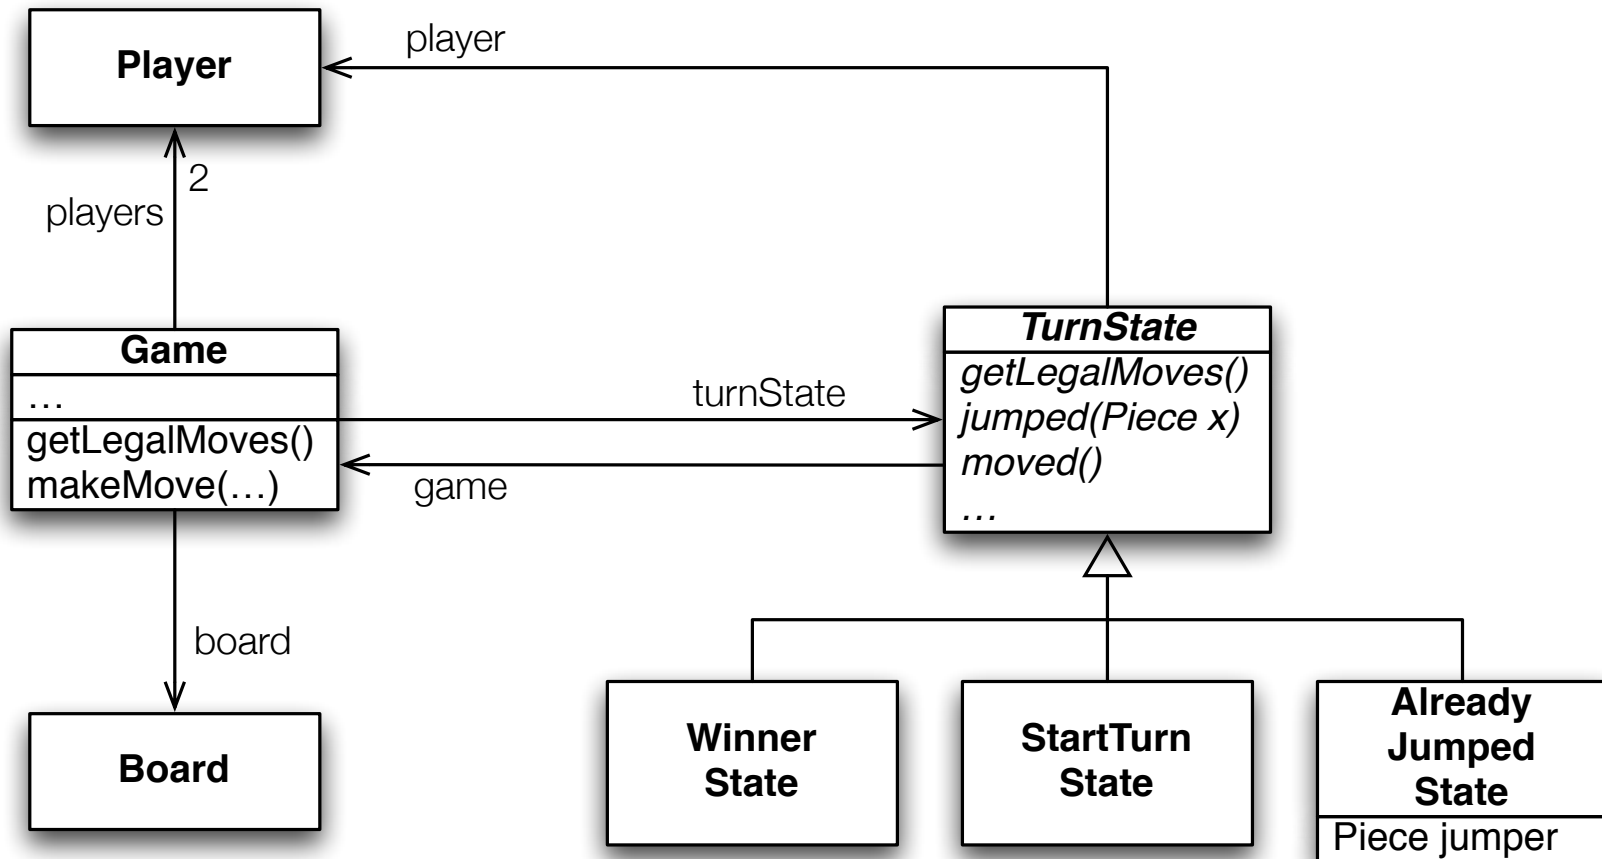 Player
player
2
players
Game
…
getLegalMoves()
makeMove(…)
turnState
game
TurnState
getLegalMoves()
jumped(Piece x)
moved()
…
board
Board
Winner
State
StartTurn
State
Already
Jumped
State
Piece jumper